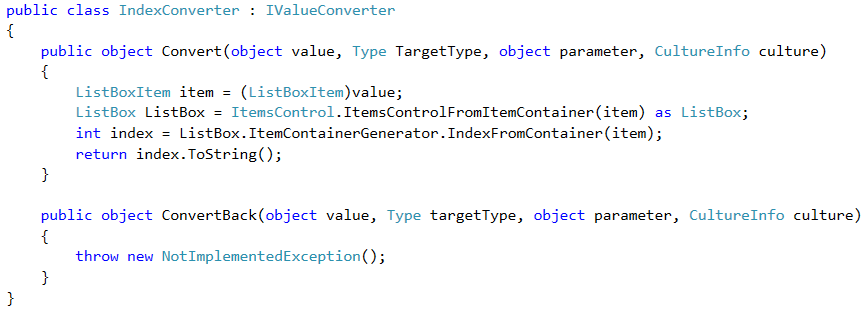 public class IndexConverter : IValueConverter
{
    public object Convert(object value, Type TargetType, object parameter, CultureInfo culture)
    {
        ListBoxItem item = (ListBoxItem)value;
        ListBox ListBox = ItemsControl.ItemsControlFromItemContainer(item) as ListBox;
        int index = ListBox.ItemContainerGenerator.IndexFromContainer(item);
        return index.ToString();
    }

    public object ConvertBack(object value, Type targetType, object parameter, CultureInfo culture)
    {
        throw new NotImplementedException();
    }
}